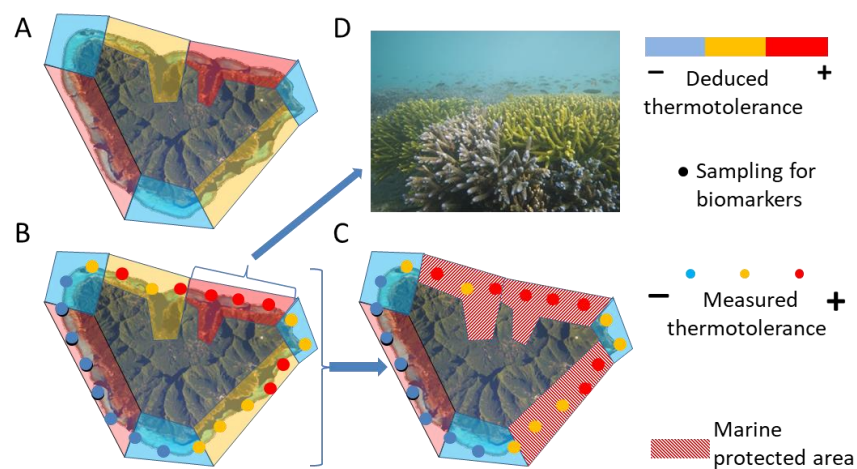 A
D
− +
Deduced
thermotolerance
Sampling for
biomarkers
B
C
− Measured +
thermotolerance
Marine
protected area